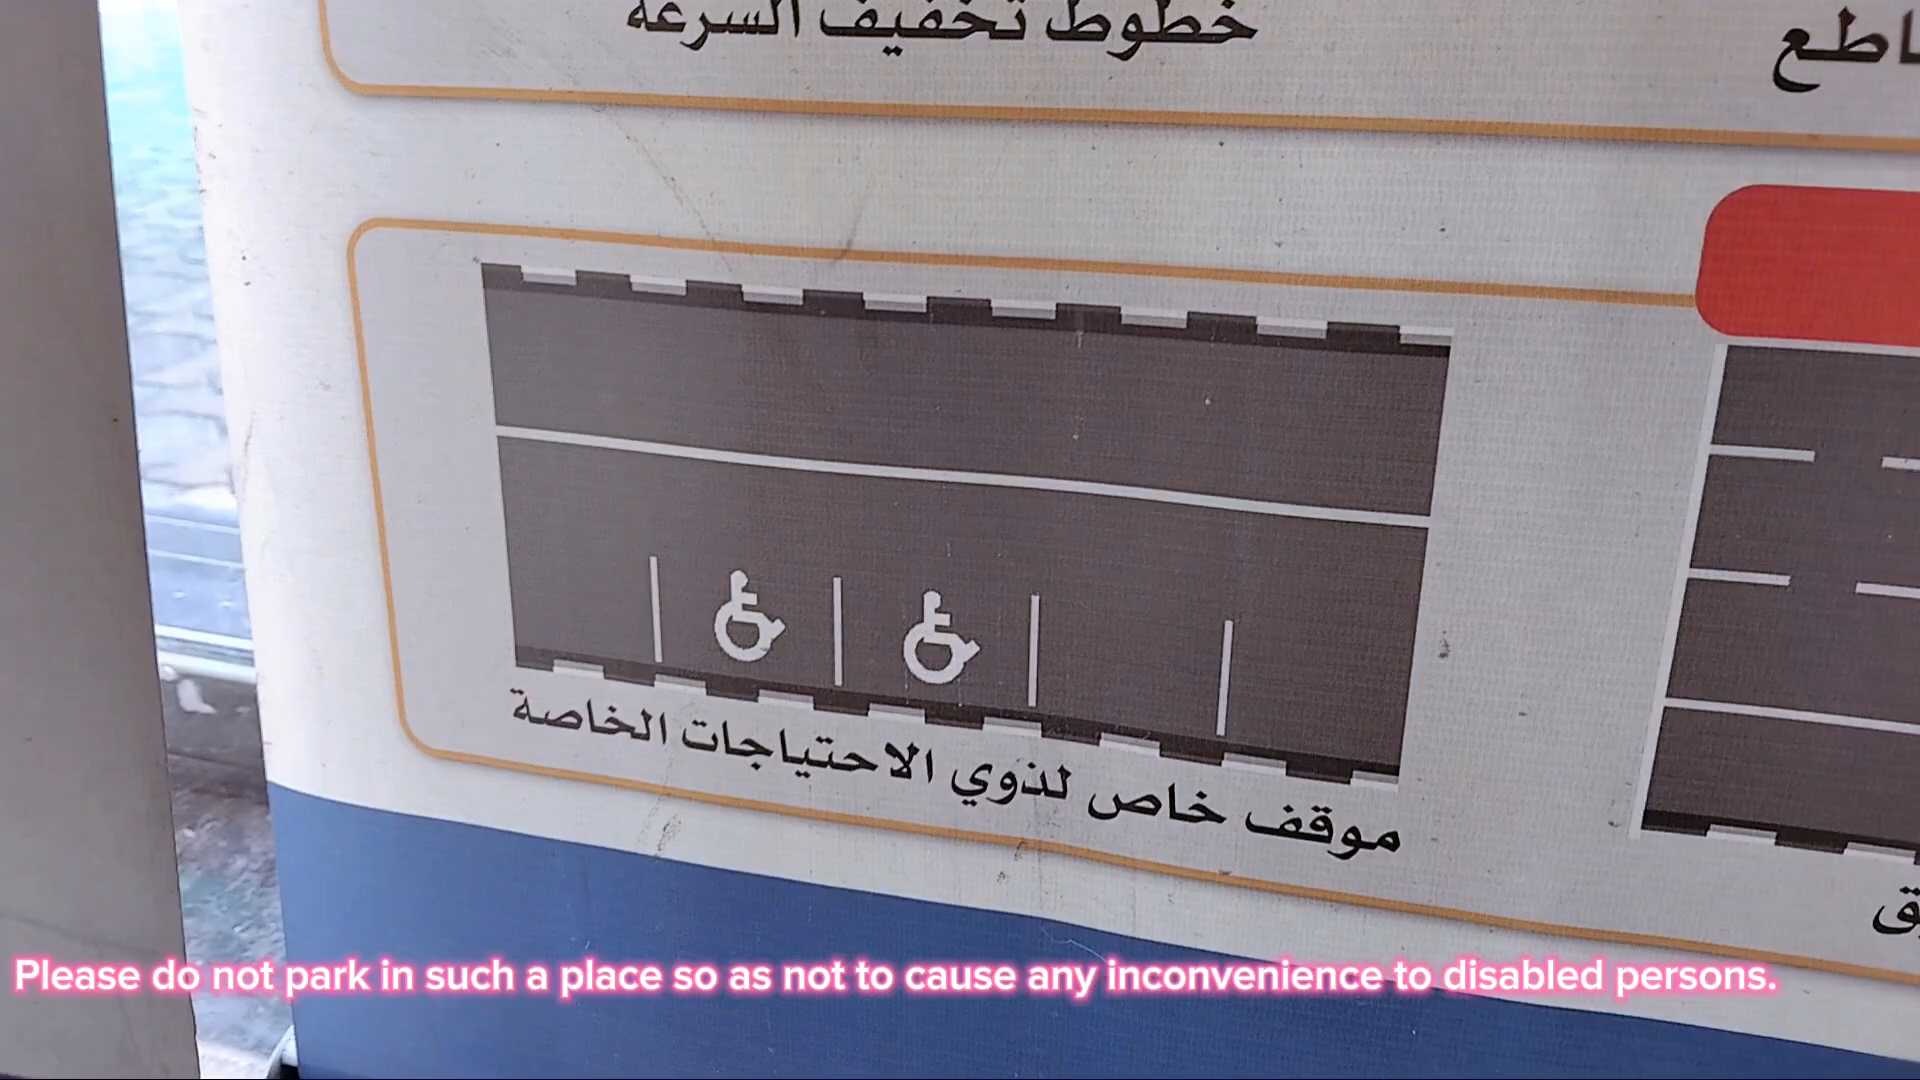 خطوط تخفيف السرعة
موقف خاص لذوي الاحتياجات الخاصة
Please do not park in such a place so as not to cause any inconvenience to disabled persons.